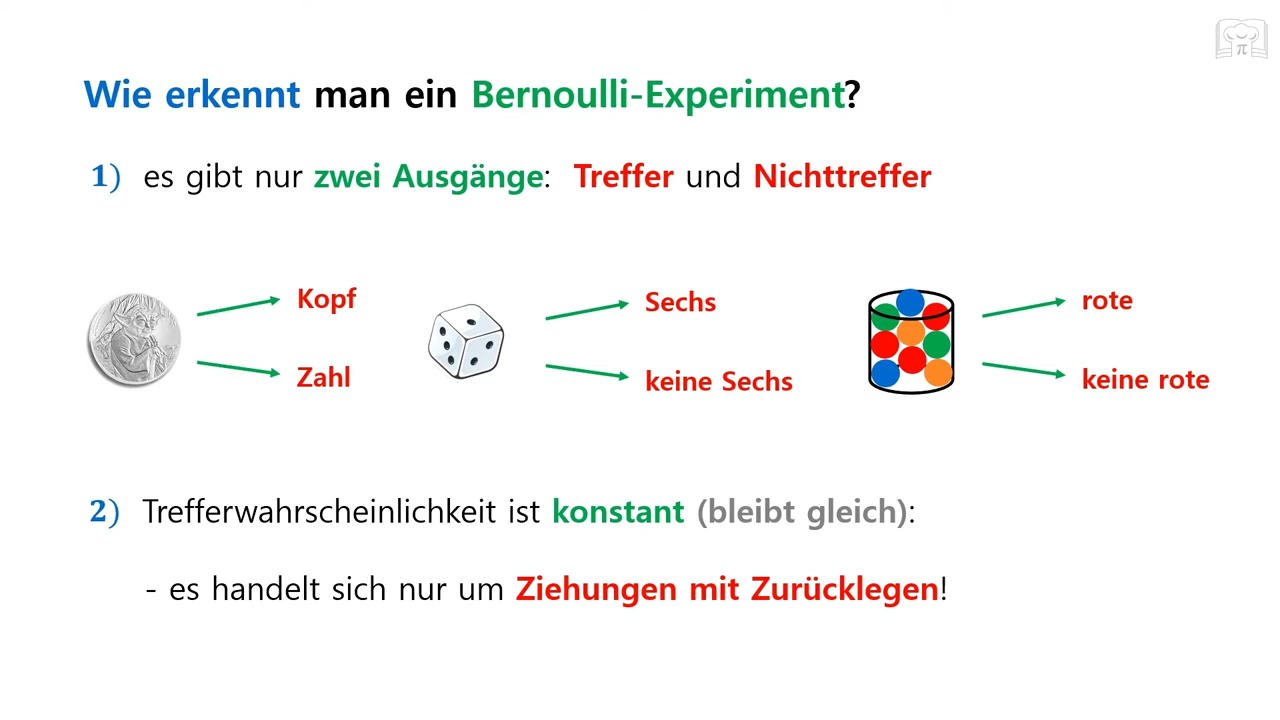 Wie erkennt man ein Bernoulli-Experiment?
1) es gibt nur zwei Ausgänge: Treffer und Nichttreffer
Kopf
Zahl
Sechs
keine Sechs
rote
keine rote
2) Trefferwahrscheinlichkeit ist konstant (bleibt gleich):
- es handelt sich nur um Ziehungen mit Zurücklegen!
π